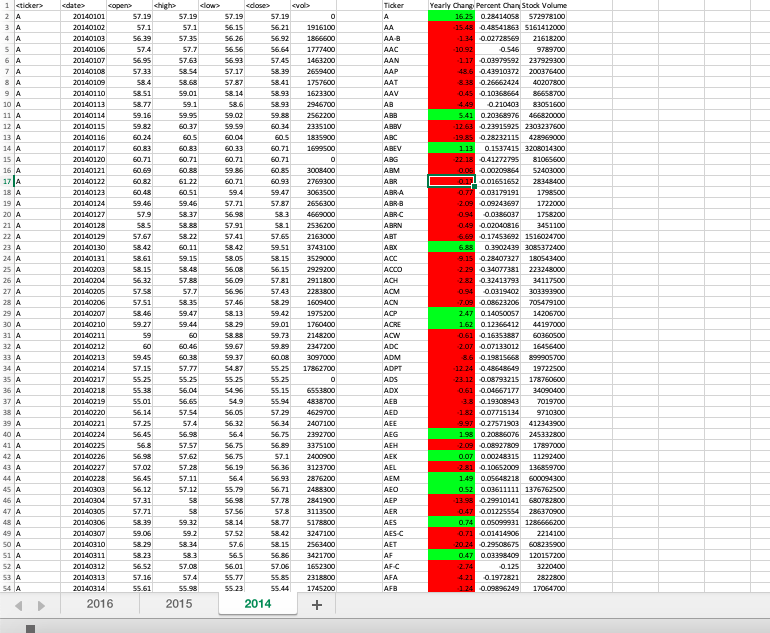 1 <ticker> <date> <open> <high> <low> <close> <vol> Ticker Yearly Chang Percent Chan Stock Volume
2 A 20140101 57.19 57.19 57.19 57.19 0 A 16.25 0.28414058 572978100
3 A 20140102 57.1 57.1 56.15 56.21 1916100 AA -0.48541863 5161412000
4 A 20140103 56.39 57.35 56.26 56.92 1866600 AA-B -1.34 -0.02728569 21618200
5 A 20140106 57.4 57.7 56.56 56.64 1777400 AAC -10.92 -0.546 9789700
6 A 20140107 56.95 57.63 56.93 57.45 1463200 AAN -1.17 -0.03979592 237929300
7 A 20140108 57.33 58.54 57.17 58.39 2659400 AAP -48.6 -0.43910372 200376400
8 A 20140109 58.4 58.68 57.87 58.41 1757600 AAT -8.38 -0.26662424 40207800
9 A 20140110 58.51 59.01 58.14 58.93 1623300 AAV -0.45 -0.10368664 86658700
10 A 20140113 58.77 59.1 58.6 58.93 2946700 AB -4.49 -0.210403 83051600
11 A 20140114 59.16 59.95 59.02 59.88 2562200 ABB 5.41 0.20368976 466820000
12 A 20140115 59.82 60.37 59.59 60.34 2335100 ABBV -12.63 -0.23915925 2303237600
13 A 20140116 60.24 60.5 60.04 60.5 1835900 ABC -19.85 -0.28232115 428969000
14 A 20140117 60.83 60.83 60.33 60.71 1699500 ABEV 1.13 0.1537415 3208014300
15 A 20140120 60.71 60.71 60.71 60.71 0 ABG -22.18 -0.41272795 81065600
16 A 20140121 60.69 60.88 59.86 60.85 3008400 ABM -0.06 -0.00209864 52403000
17 A 20140122 60.82 61.22 60.71 60.93 2769300 ABR -0.01651652 28348400
18 A 20140123 60.48 60.51 59.4 59.47 3063500 ABR-A -0.77 -0.03179191 1798500
19 A 20140124 59.46 59.46 57.71 57.87 2656300 ABR-B -2.09 -0.09243697 1722000
20 A 20140127 57.9 58.37 56.98 58.3 4669000 ABR-C -0.94 -0.0386037 1758200
21 A 20140128 58.5 58.88 57.91 58.1 2536200 ABRN -0.49 -0.02040816 3451100
22 A 20140129 57.67 58.22 57.41 57.65 2163000 ABT -6.69 -0.17453692 1516024700
23 A 20140130 58.42 60.11 58.42 59.51 3743100 ABX 6.88 0.3902439 3085372400
24 A 20140131 58.61 59.15 58.05 58.15 3529000 ACC -9.15 -0.28407327 180543400
25 A 20140203 58.15 58.48 56.08 56.15 2929200 ACCO -2.29 -0.34077381 223248000
26 A 20140204 56.32 57.88 56.09 57.81 2911800 ACH -2.82 -0.32413793 34117500
27 A 20140205 57.58 57.7 56.96 57.43 2283800 ACM -0.94 -0.0319402 303393900
28 A 20140206 57.51 58.35 57.46 58.29 1609400 ACN -7.09 -0.08623206 705479100
29 A 20140207 58.46 59.47 58.13 59.42 1975200 ACP 2.47 0.14050057 14206700
30 A 20140210 59.27 59.44 58.29 59.01 1760400 ACRE 1.62 0.12366412 44197000
31 A 20140211 59 60 58.88 59.73 2148200 ACW -0.61 -0.16353887 60360500
32 A 20140212 60 60.46 59.67 59.89 2347200 ADC -2.07 -0.07133012 16456400
33 A 20140213 59.45 60.38 59.37 60.08 3097000 ADM -8.6 -0.19815668 899905700
34 A 20140214 57.15 57.77 54.87 55.25 17862700 ADPT -12.24 -0.48648649 19722500
35 A 20140217 55.25 55.25 55.25 55.25 0 ADS -23.12 -0.08793215 178760600
36 A 20140218 55.38 56.04 54.96 55.15 6553800 ADX -0.61 -0.04667177 34090400
37 A 20140219 55.01 56.65 54.9 55.94 4838700 AEB -3.8 -0.19308943 7019700
38 A 20140220 56.14 57.54 56.05 57.29 4629700 AED -1.82 -0.07715134 9710300
39 A 20140221 57.25 57.4 56.32 56.34 2407100 AEE -9.97 -0.27571903 412343900
40 A 20140224 56.45 56.98 56.4 56.75 2392700 AEG 1.98 0.20886076 245332800
41 A 20140225 56.8 57.57 56.75 56.89 3375100 AEH -2.09 -0.08927809 17897000
42 A 20140226 56.98 57.62 56.75 57.1 2400900 AEK 0.07 0.00248315 11292400
43 A 20140227 57.02 57.28 56.19 56.36 3123700 AEL -2.81 -0.10652009 136859700
44 A 20140228 56.45 57.11 56.4 56.93 2876200 AEM 1.49 0.05648218 600094300
45 A 20140303 56.12 57.12 55.79 56.71 2488300 AEO 0.52 0.03611111 1376762500
46 A 20140304 57.31 58 56.98 57.78 2841900 AEP -13.98 -0.29910141 680782800
47 A 20140305 57.71 58 57.56 57.8 3113500 AER -0.47 -0.01225554 286370900
48 A 20140306 58.39 59.32 58.14 58.77 5178800 AES 0.74 0.05099931 1286666200
49 A 20140307 59.06 59.2 57.52 58.42 3247100 AES-C -0.71 -0.01414906 2214100
50 A 20140310 58.29 58.34 57.6 58.15 2563400 AET -20.24 -0.29508675 608235900
51 A 20140311 58.23 58.3 56.5 56.86 3421700 AF 0.47 0.03398409 120157200
52 A 20140312 56.52 57.08 56.01 57.06 1652300 AF-C -2.74 -0.125 3220400
53 A 20140313 57.16 57.4 55.77 55.85 2318800 AFA -4.21 -0.1972821 2822800
54 A 20140314 55.61 55.98 55.23 55.44 1745200 AFB -1.24 -0.09896249 17064700
2016 2015 2014 +